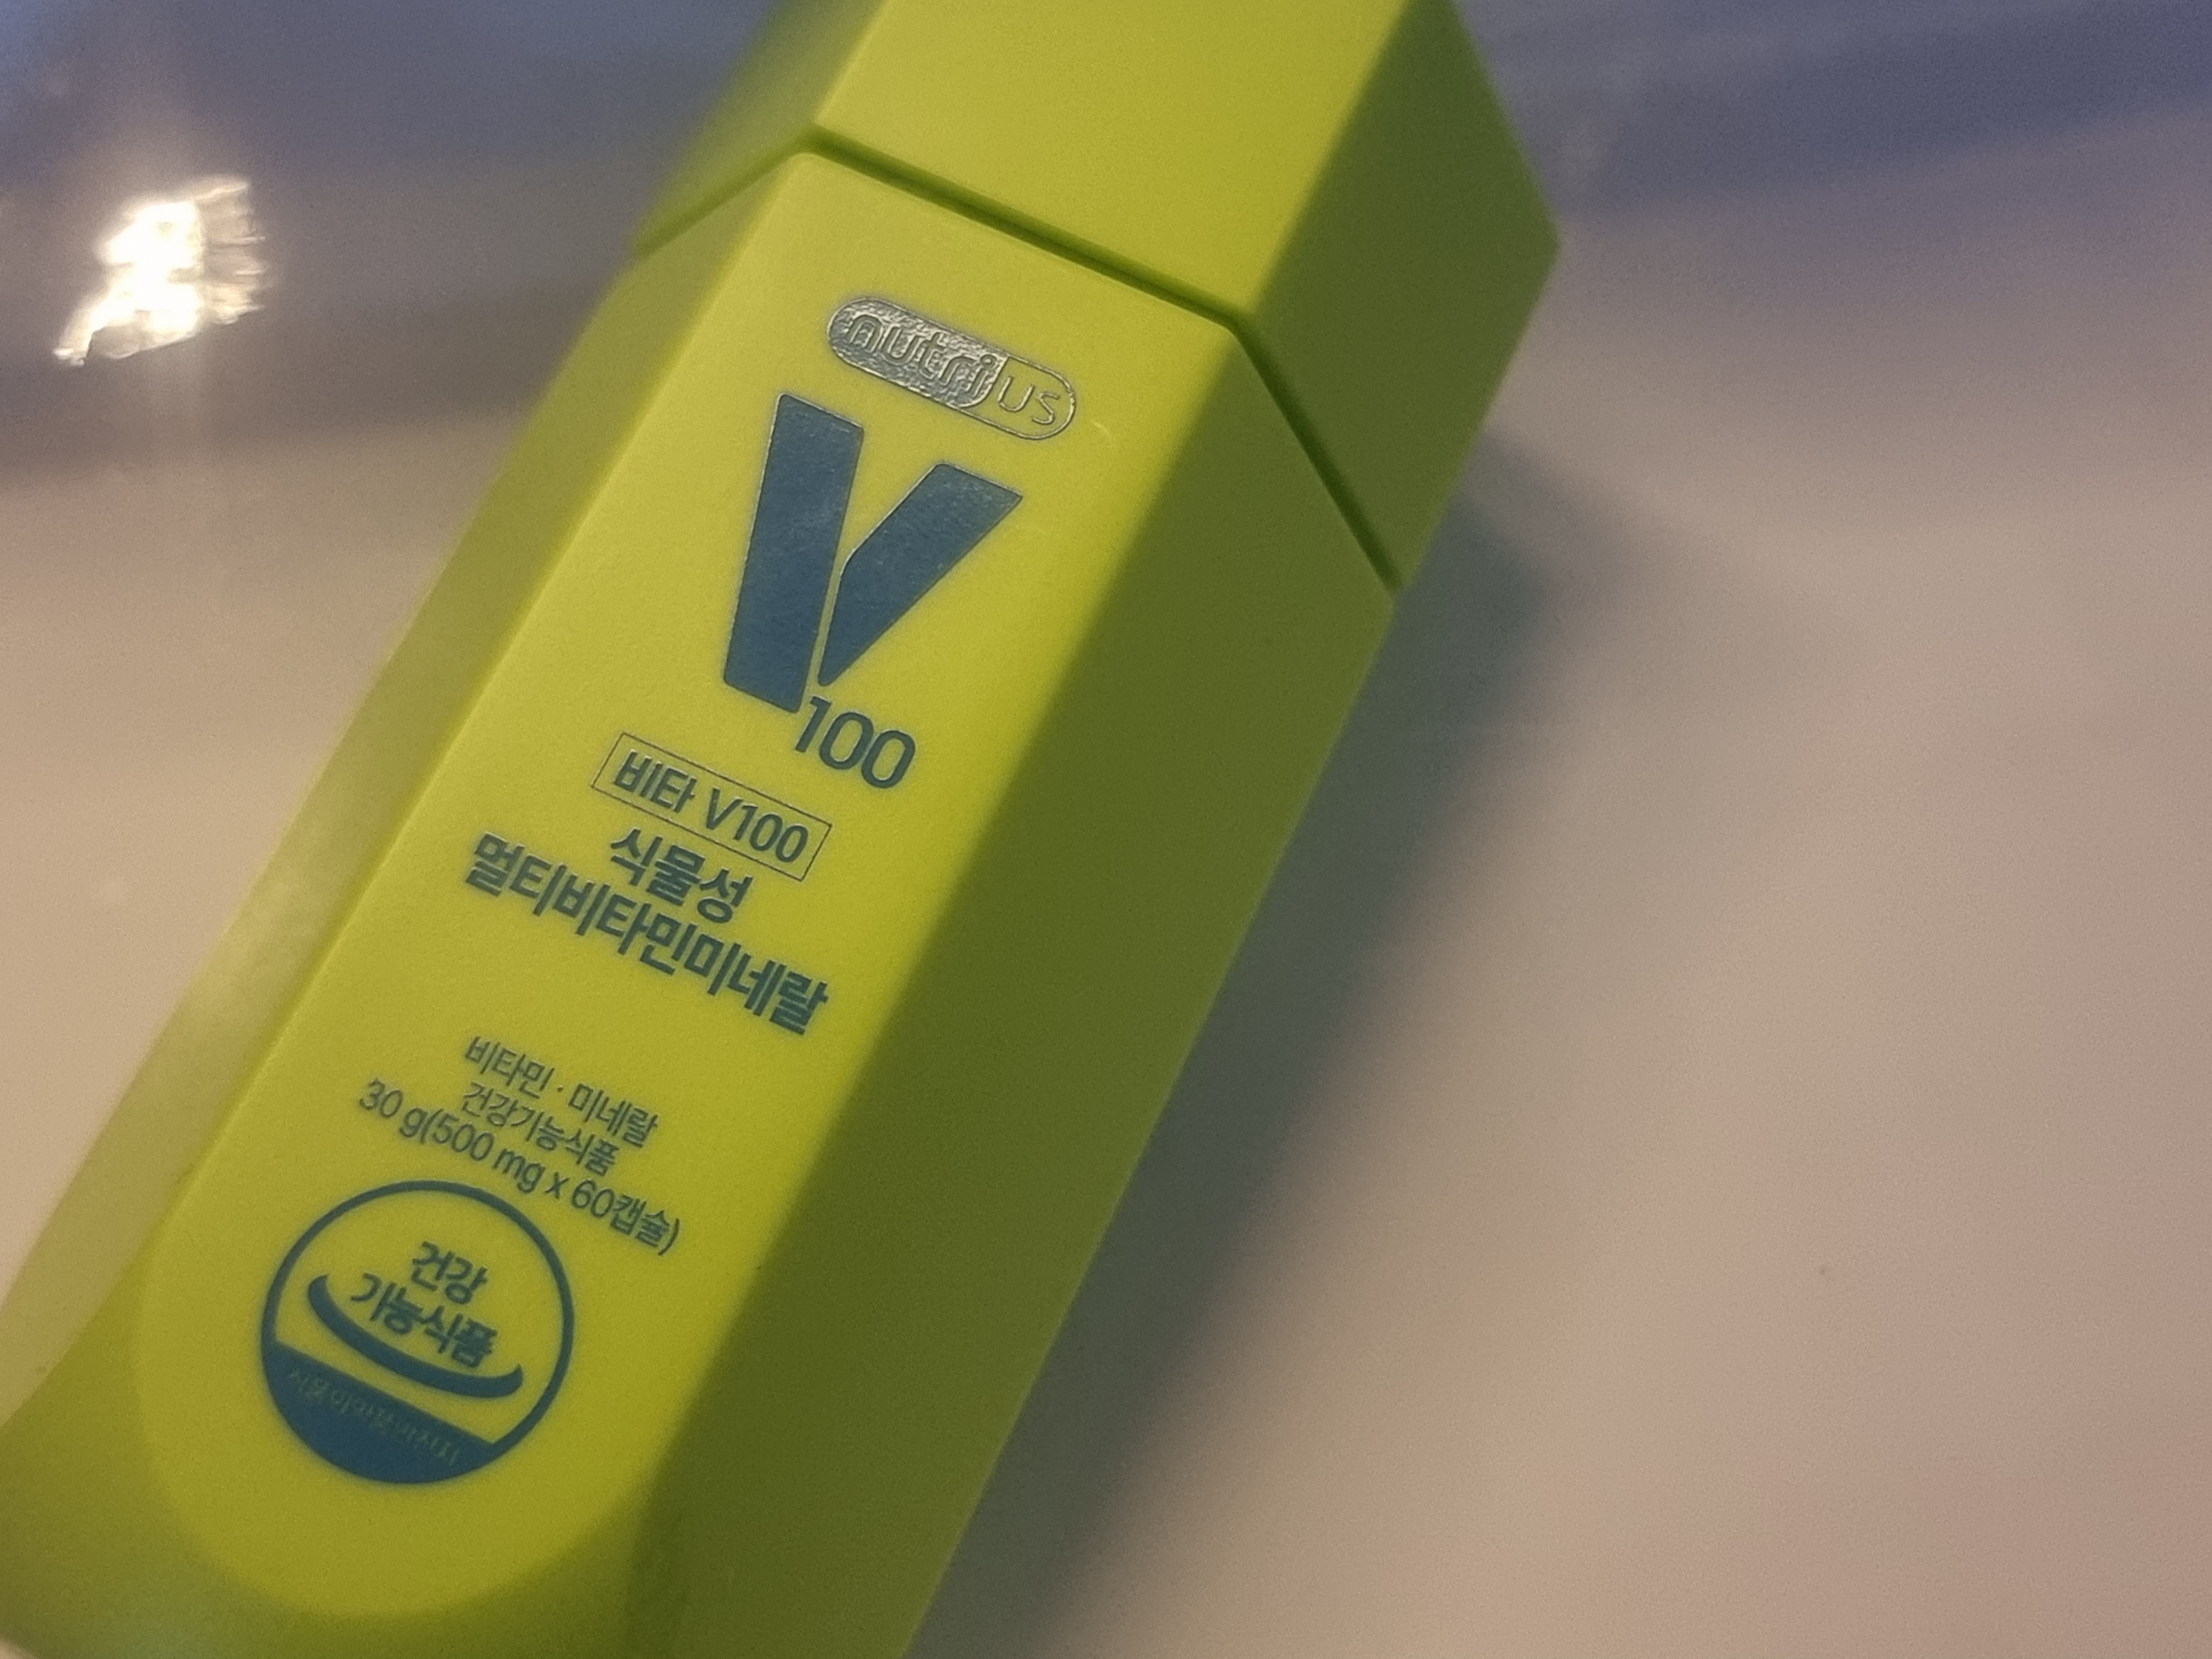 nutrius
V100
비타 V100
식물성
멀티비타민미네랄
비타민 · 미네랄
건강기능식품
30 g(500 mg x 60캡슐)
건강
기능식품